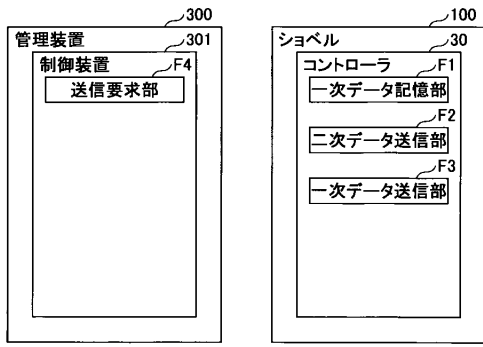 300
管理装置
301
制御装置
F4
送信要求部
100
ショベル
30
コントローラ
F1
一次データ記憶部
F2
二次データ送信部
F3
一次データ送信部